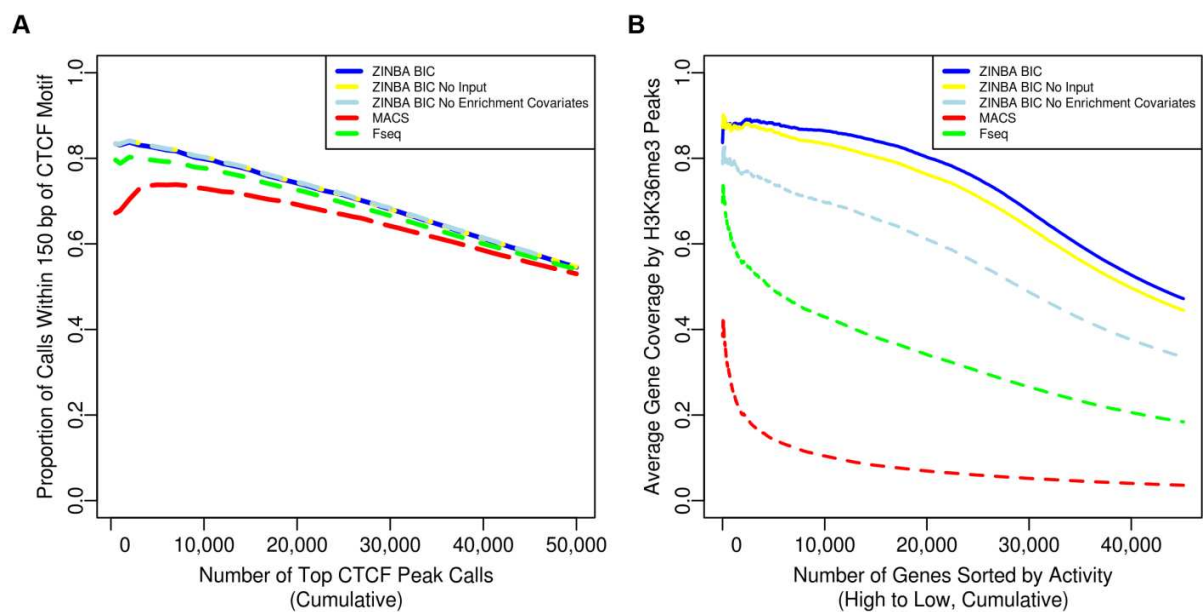 A
Proportion of Calls Within 150 bp of CTCF Motif
1.0
0.8
0.6
0.4
0.2
0.0
ZINBA BIC
ZINBA BIC No Input
ZINBA BIC No Enrichment Covariates
MACS
Fseq
0 10,000 20,000 30,000 40,000 50,000
Number of Top CTCF Peak Calls
(Cumulative)
B
Average Gene Coverage by H3K36me3 Peaks
1.0
0.8
0.6
0.4
0.2
0.0
ZINBA BIC
ZINBA BIC No Input
ZINBA BIC No Enrichment Covariates
MACS
Fseq
0 10,000 20,000 30,000 40,000
Number of Genes Sorted by Activity
(High to Low, Cumulative)